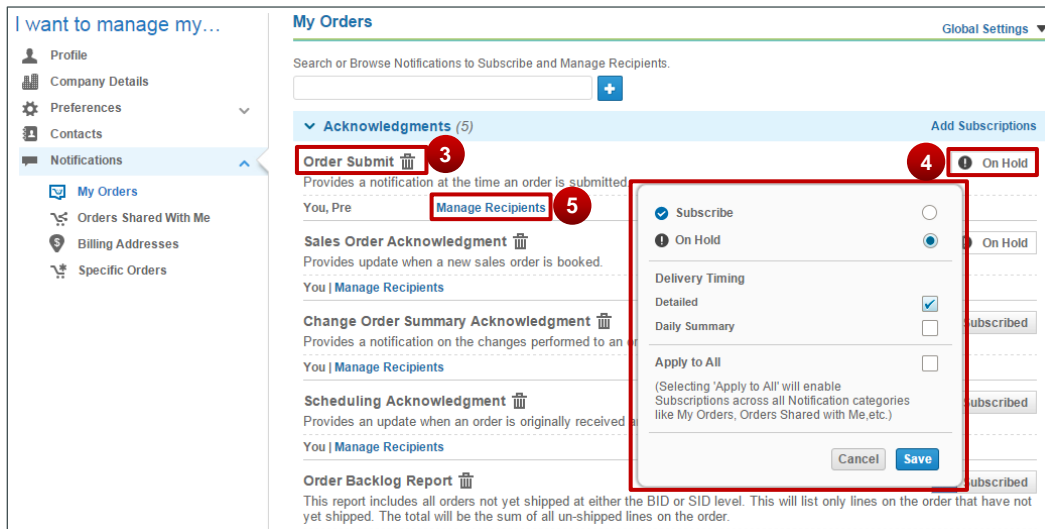 I want to manage my...
Profile
Company Details
Preferences
Contacts
Notifications
My Orders
Orders Shared With Me
Billing Addresses
Specific Orders
My Orders
Global Settings
Search or Browse Notifications to Subscribe and Manage Recipients.
Acknowledgments (5)
Add Subscriptions
Order Submit
3
4
On Hold
Provides a notification at the time an order is submitted.
You, Pre
Manage Recipients
5
Sales Order Acknowledgment
On Hold
Provides update when a new sales order is booked.
You | Manage Recipients
Change Order Summary Acknowledgment
Subscribed
Provides a notification on the changes performed to an
You | Manage Recipients
Scheduling Acknowledgment
Subscribed
Provides an update when an order is originally received
You | Manage Recipients
Order Backlog Report
Subscribed
This report includes all orders not yet shipped at either the BID or SID level. This will list only lines on the order that have not
yet shipped. The total will be the sum of all un-shipped lines on the order.
Subscribe
On Hold
Delivery Timing
Detailed
Daily Summary
Apply to All
(Selecting 'Apply to All' will enable
Subscriptions across all Notification categories
like My Orders, Orders Shared with Me,etc.)
Cancel
Save